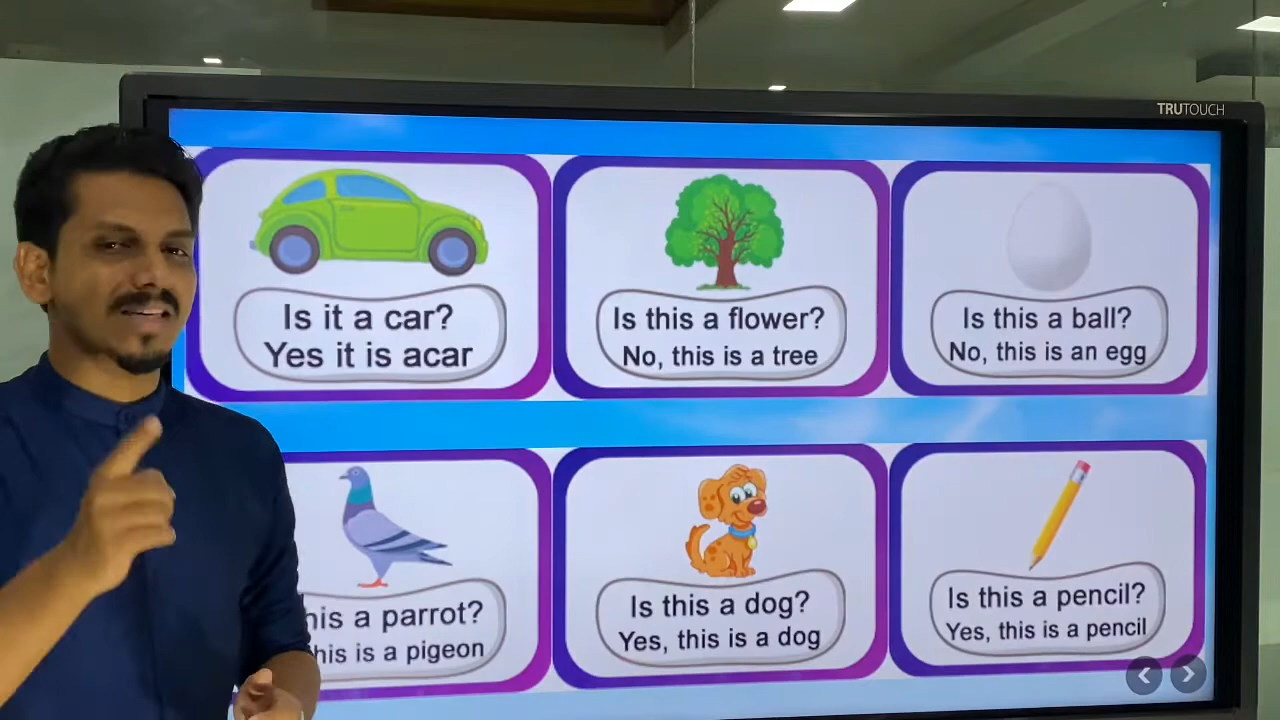 TRUTOUCH
Is it a car?
Yes it is acar
Is this a flower?
No, this is a tree
Is this a ball?
No, this is an egg
a parrot?
is a pigeon
Is this a dog?
Yes, this is a dog
Is this a pencil?
Yes, this is a pencil